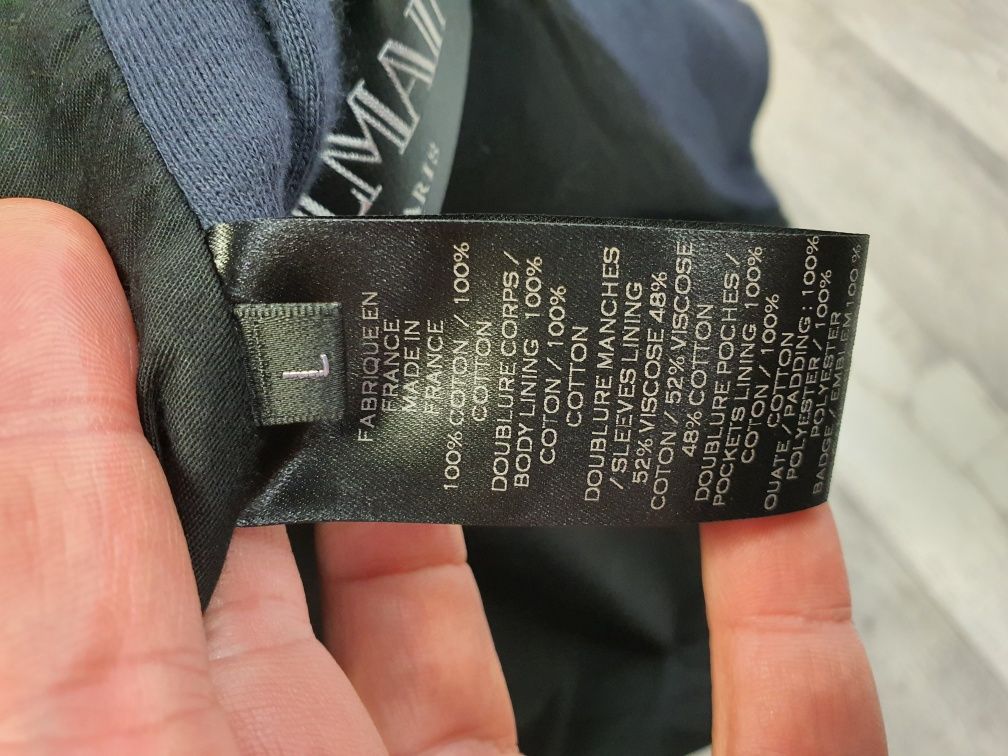 LMAI
ARIS
L
FABRIQUE EN
FRANCE
MADE IN
FRANCE
100% COTON / 100%
COTTON
DOUBLURE CORPS /
BODY LINING 100%
COTON / 100%
COTTON
DOUBLURE MANCHES
/ SLEEVES LINING
52% VISCOSE 48%
COTON / 52% VISCOSE
48% COTTON
DOUBLURE POCHES /
POCKETS LINING 100%
COTON / 100%
COTTON
OUATE / PADDING : 100%
POLYESTER / 100%
POLYESTER
BADGE / EMBLEM 100%